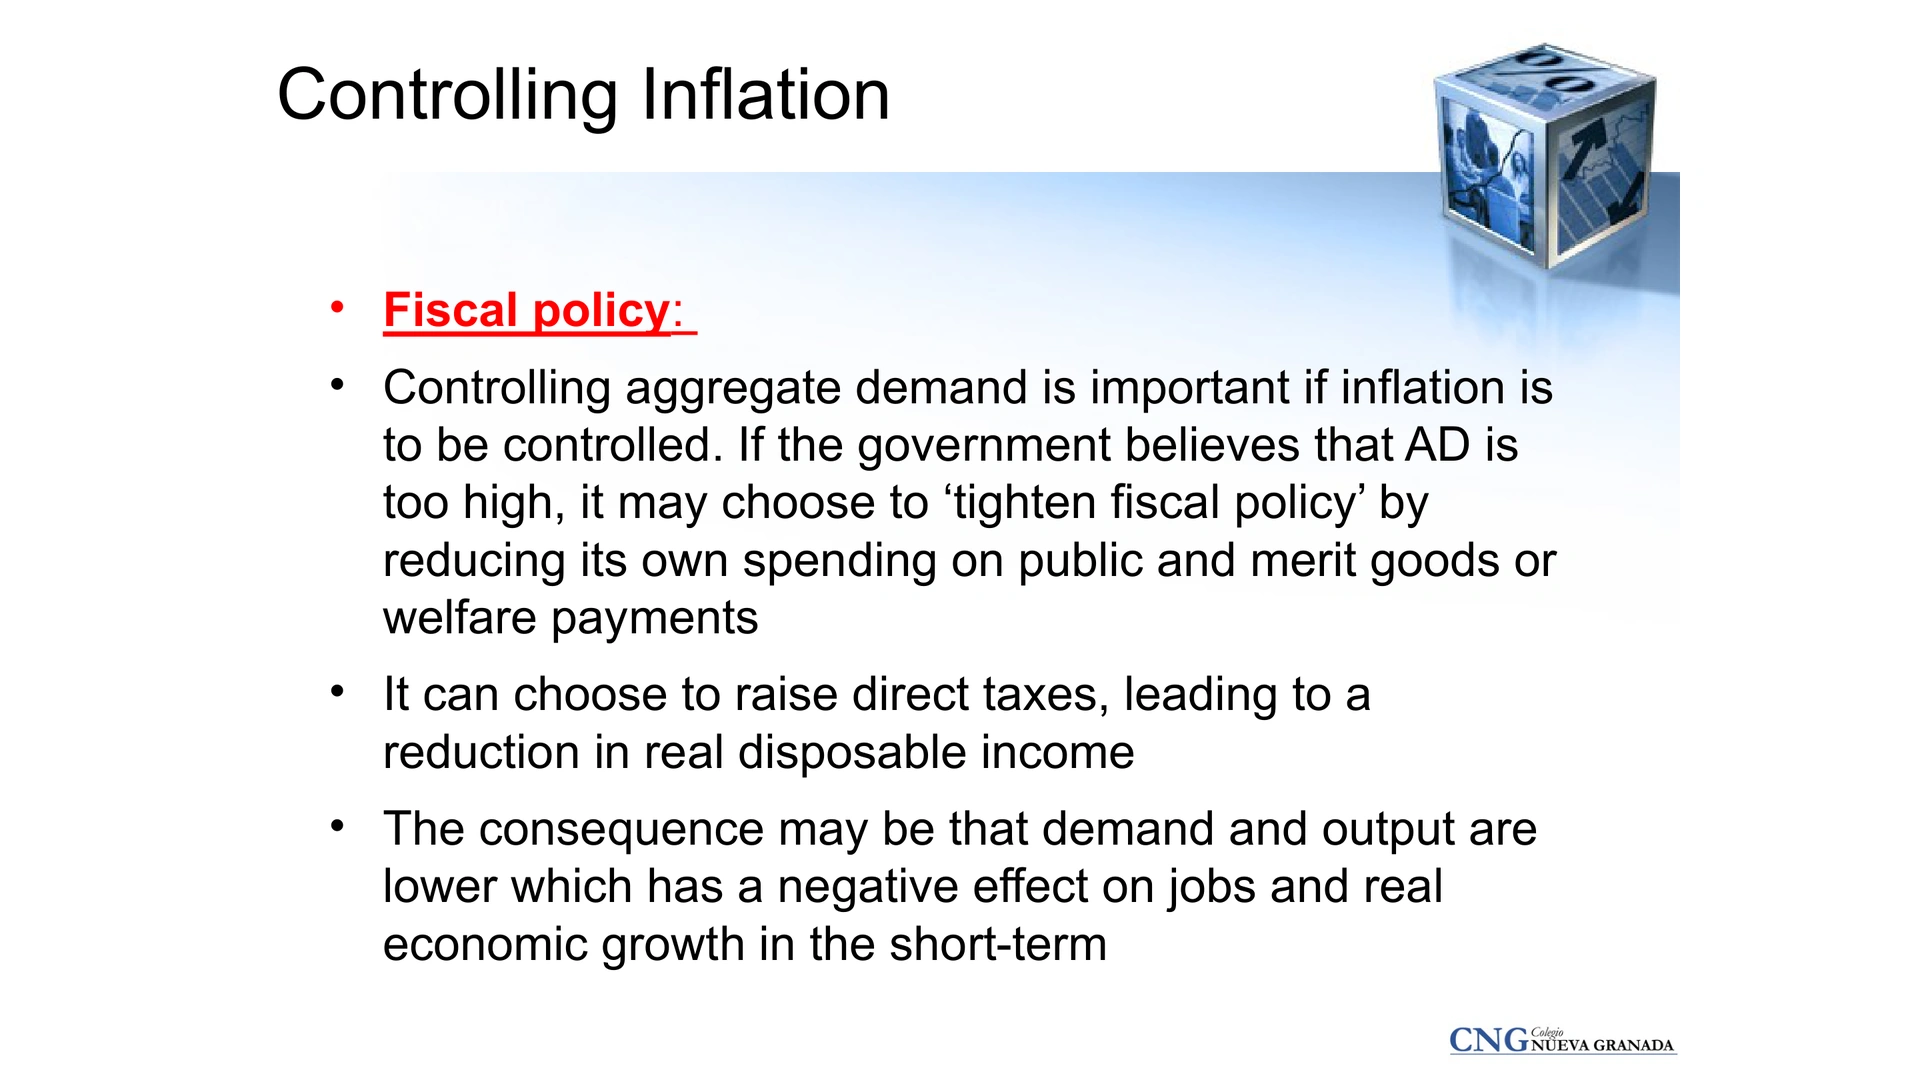 Controlling Inflation
%
• Fiscal policy:
• Controlling aggregate demand is important if inflation is
to be controlled. If the government believes that AD is
too high, it may choose to ‘tighten fiscal policy’ by
reducing its own spending on public and merit goods or
welfare payments
• It can choose to raise direct taxes, leading to a
reduction in real disposable income
• The consequence may be that demand and output are
lower which has a negative effect on jobs and real
economic growth in the short-term
CNG Colegio
NUEVA GRANADA